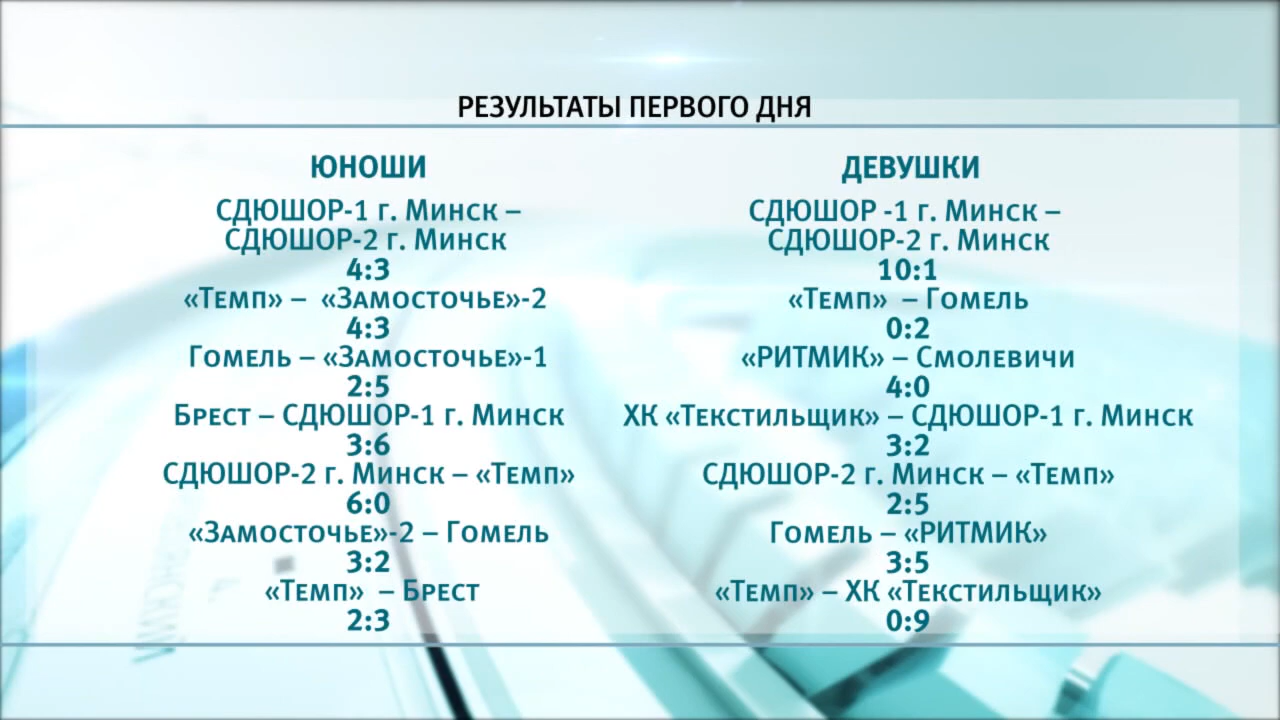 РЕЗУЛЬТАТЫ ПЕРВОГО ДНЯ
ЮНОШИ
СДЮШОР-1 г. Минск –
СДЮШОР-2 г. Минск
4:3
«Темп» – «Замосточье»-2
4:3
Гомель – «Замосточье»-1
2:5
Брест – СДЮШОР-1 г. Минск
3:6
СДЮШОР-2 г. Минск – «Темп»
6:0
«Замосточье»-2 – Гомель
3:2
«Темп» – Брест
2:3
ДЕВУШКИ
СДЮШОР -1 г. Минск –
СДЮШОР-2 г. Минск
10:1
«Темп» – Гомель
0:2
«РИТМИК» – Смолевичи
4:0
ХК «Текстильщик» – СДЮШОР-1 г. Минск
3:2
СДЮШОР-2 г. Минск – «Темп»
2:5
Гомель – «РИТМИК»
3:5
«Темп» – ХК «Текстильщик»
0:9